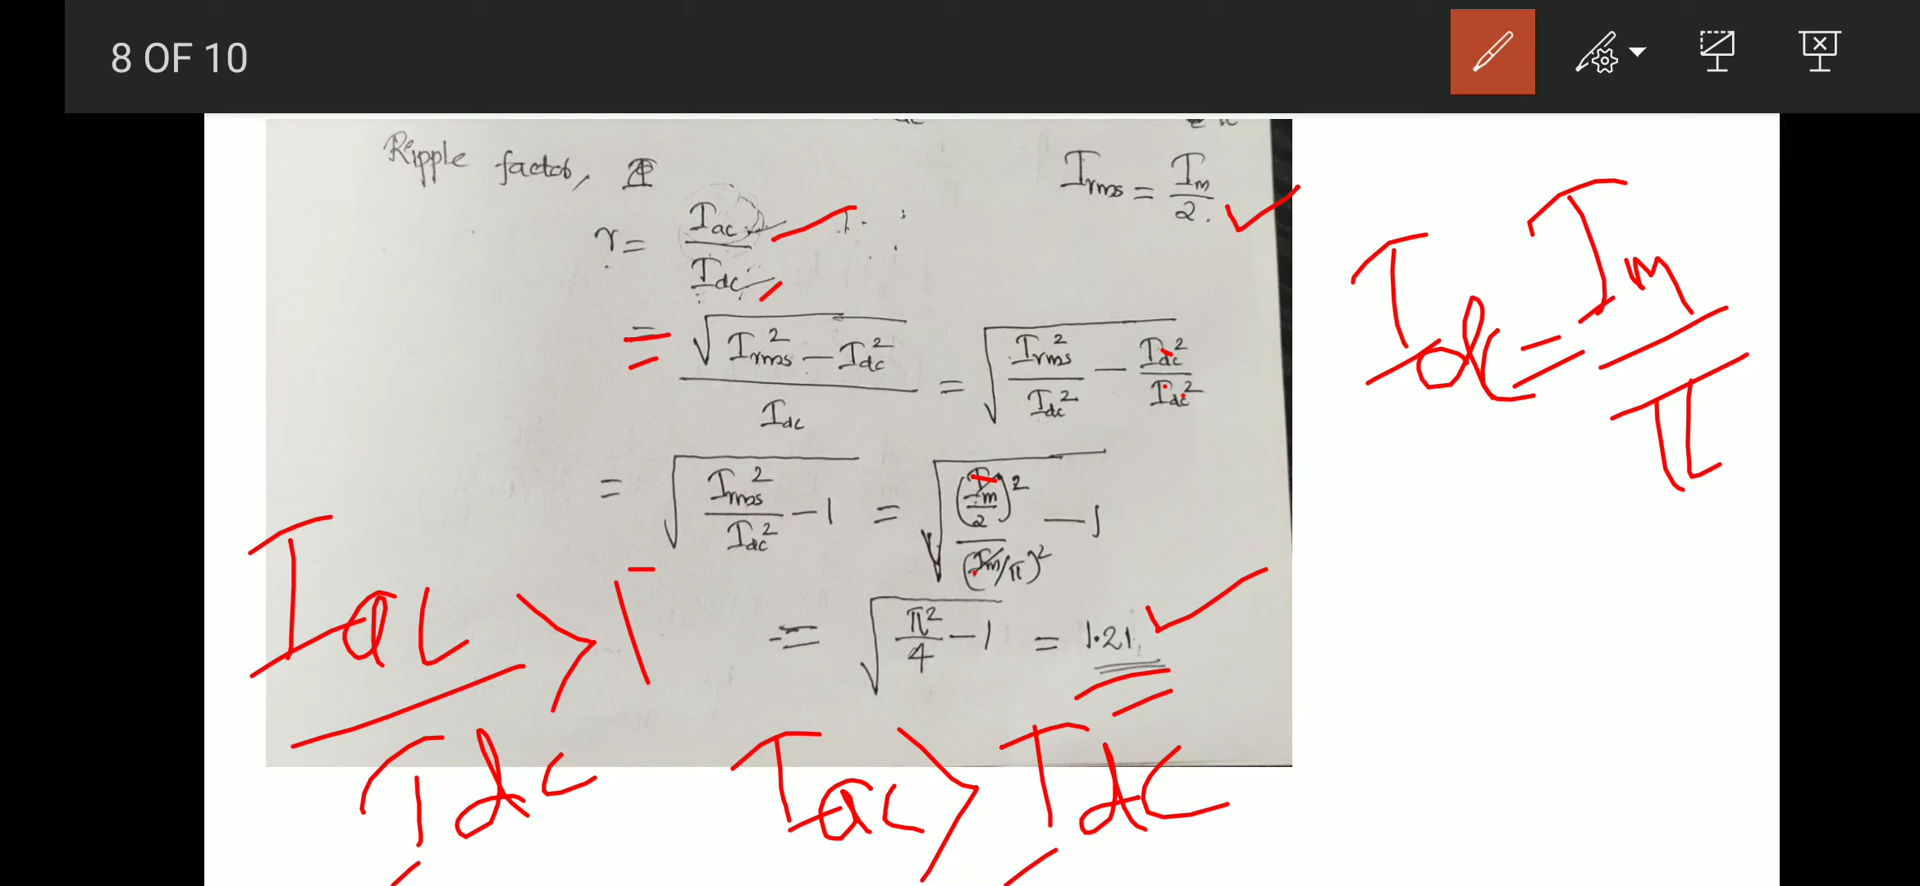 8 OF 10
Ripple factor,
Irms = Im/2.
γ = Iac/Idc
= √(Irms² – Idc²)/Idc = √(Irms²/Idc² – Idc²/Idc²)
= √(Irms²/Idc² – 1) = √((Im/2)²/(Im/π)² – 1)
= √(π²/4 – 1) = 1.21
Idc = Im/π
Iac/Idc > 1
Iac > Idc